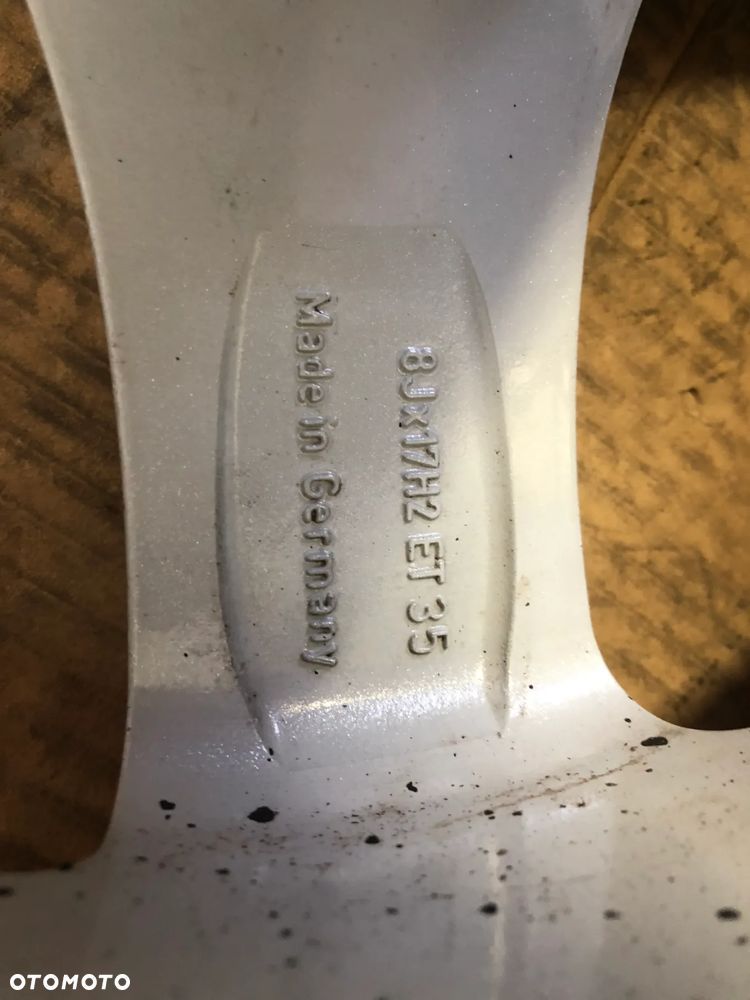 8Jx17H2 ET 35
Made in Germany
OTOMOTO